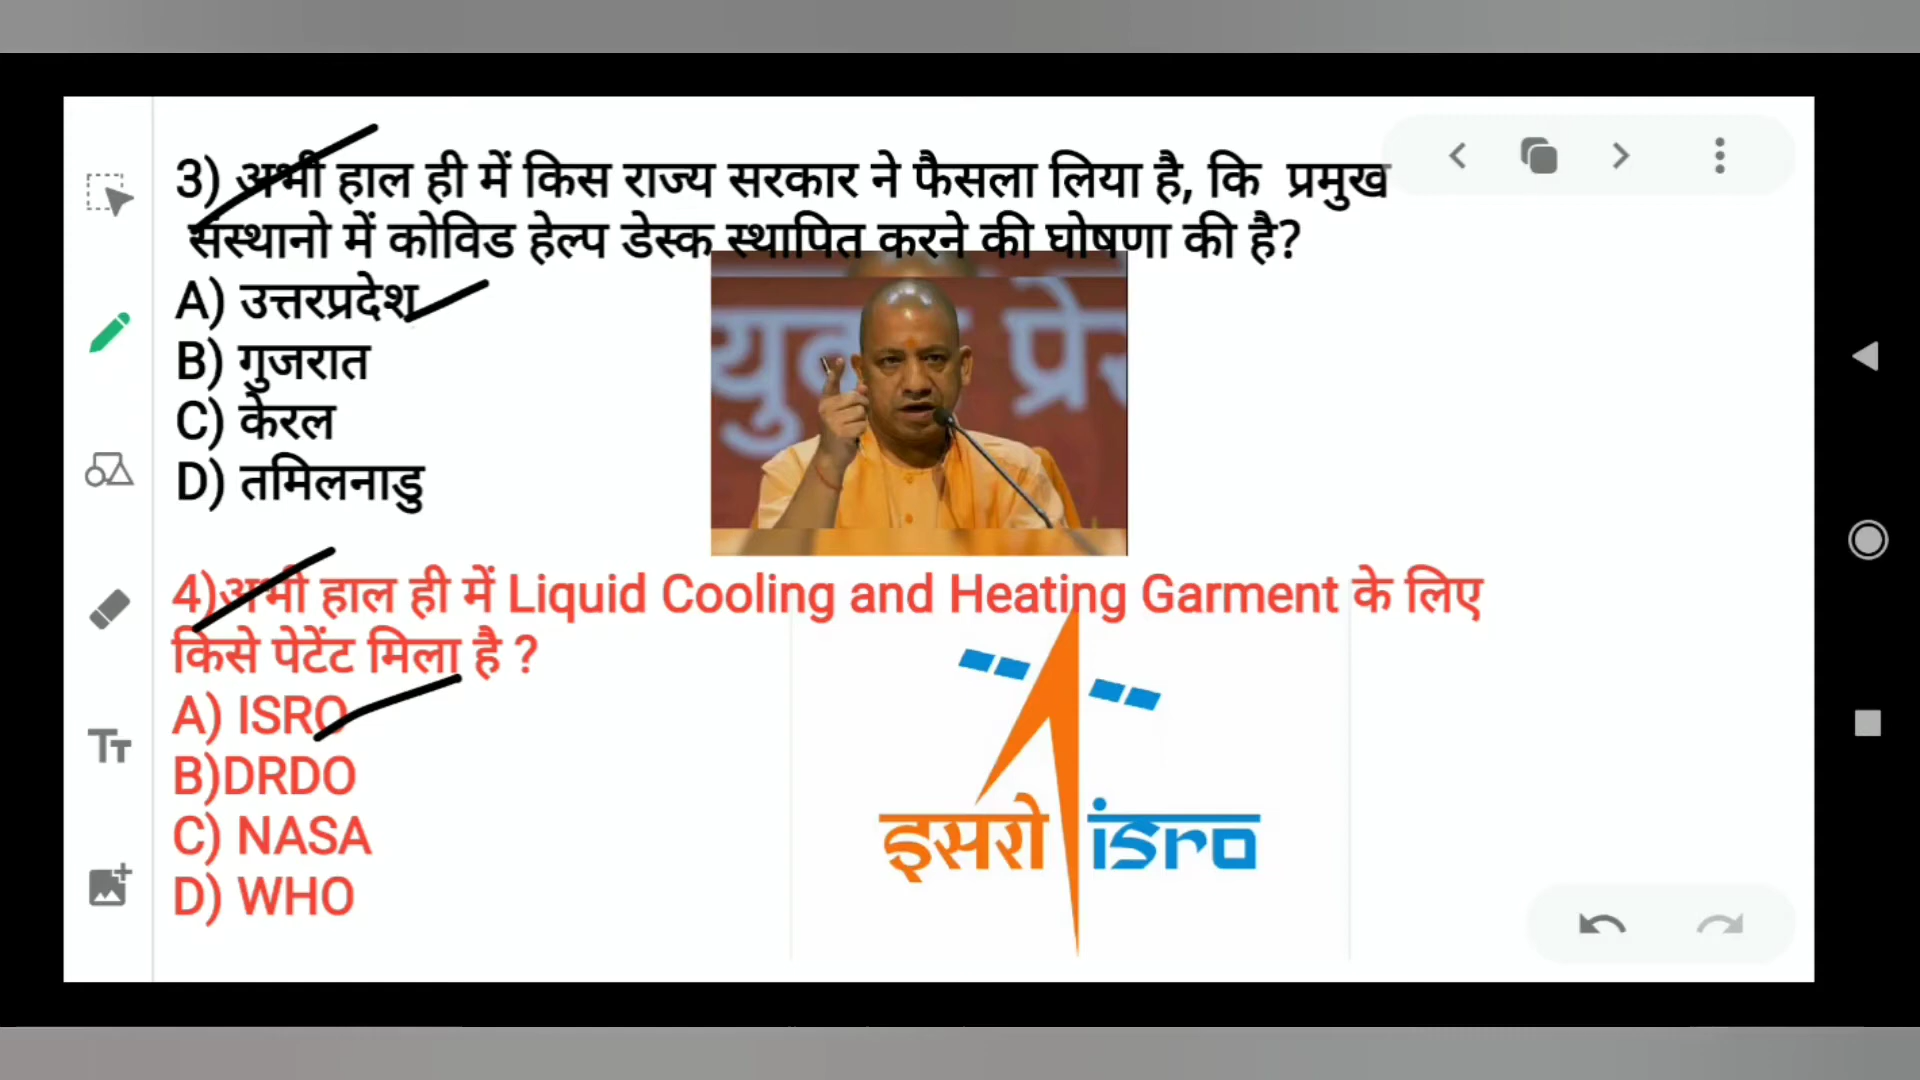 3) अभी हाल ही में किस राज्य सरकार ने फैसला लिया है, कि प्रमुख
संस्थानो में कोविड हेल्प डेस्क स्थापित करने की घोषणा की है?
A) उत्तरप्रदेश
B) गुजरात
C) केरल
D) तमिलनाडु
4)अभी हाल ही में Liquid Cooling and Heating Garment के लिए
किसे पेटेंट मिला है ?
A) ISRO
B)DRDO
C) NASA
D) WHO
इसरो isro
TT